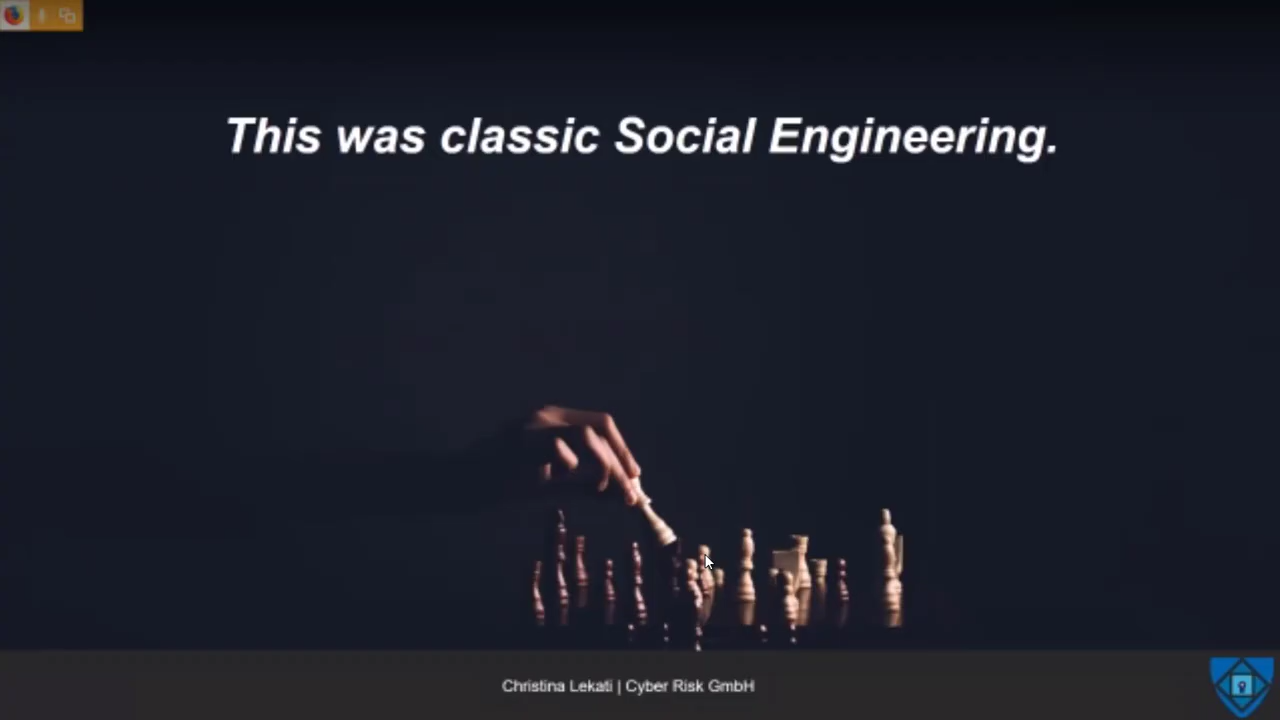 This was classic Social Engineering.
Christina Lekati | Cyber Risk GmbH